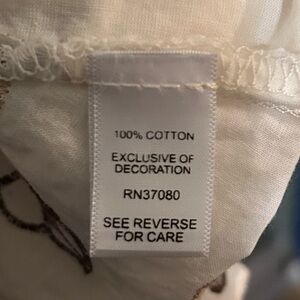 100% COTTON
EXCLUSIVE OF
DECORATION
RN37080
SEE REVERSE
FOR CARE